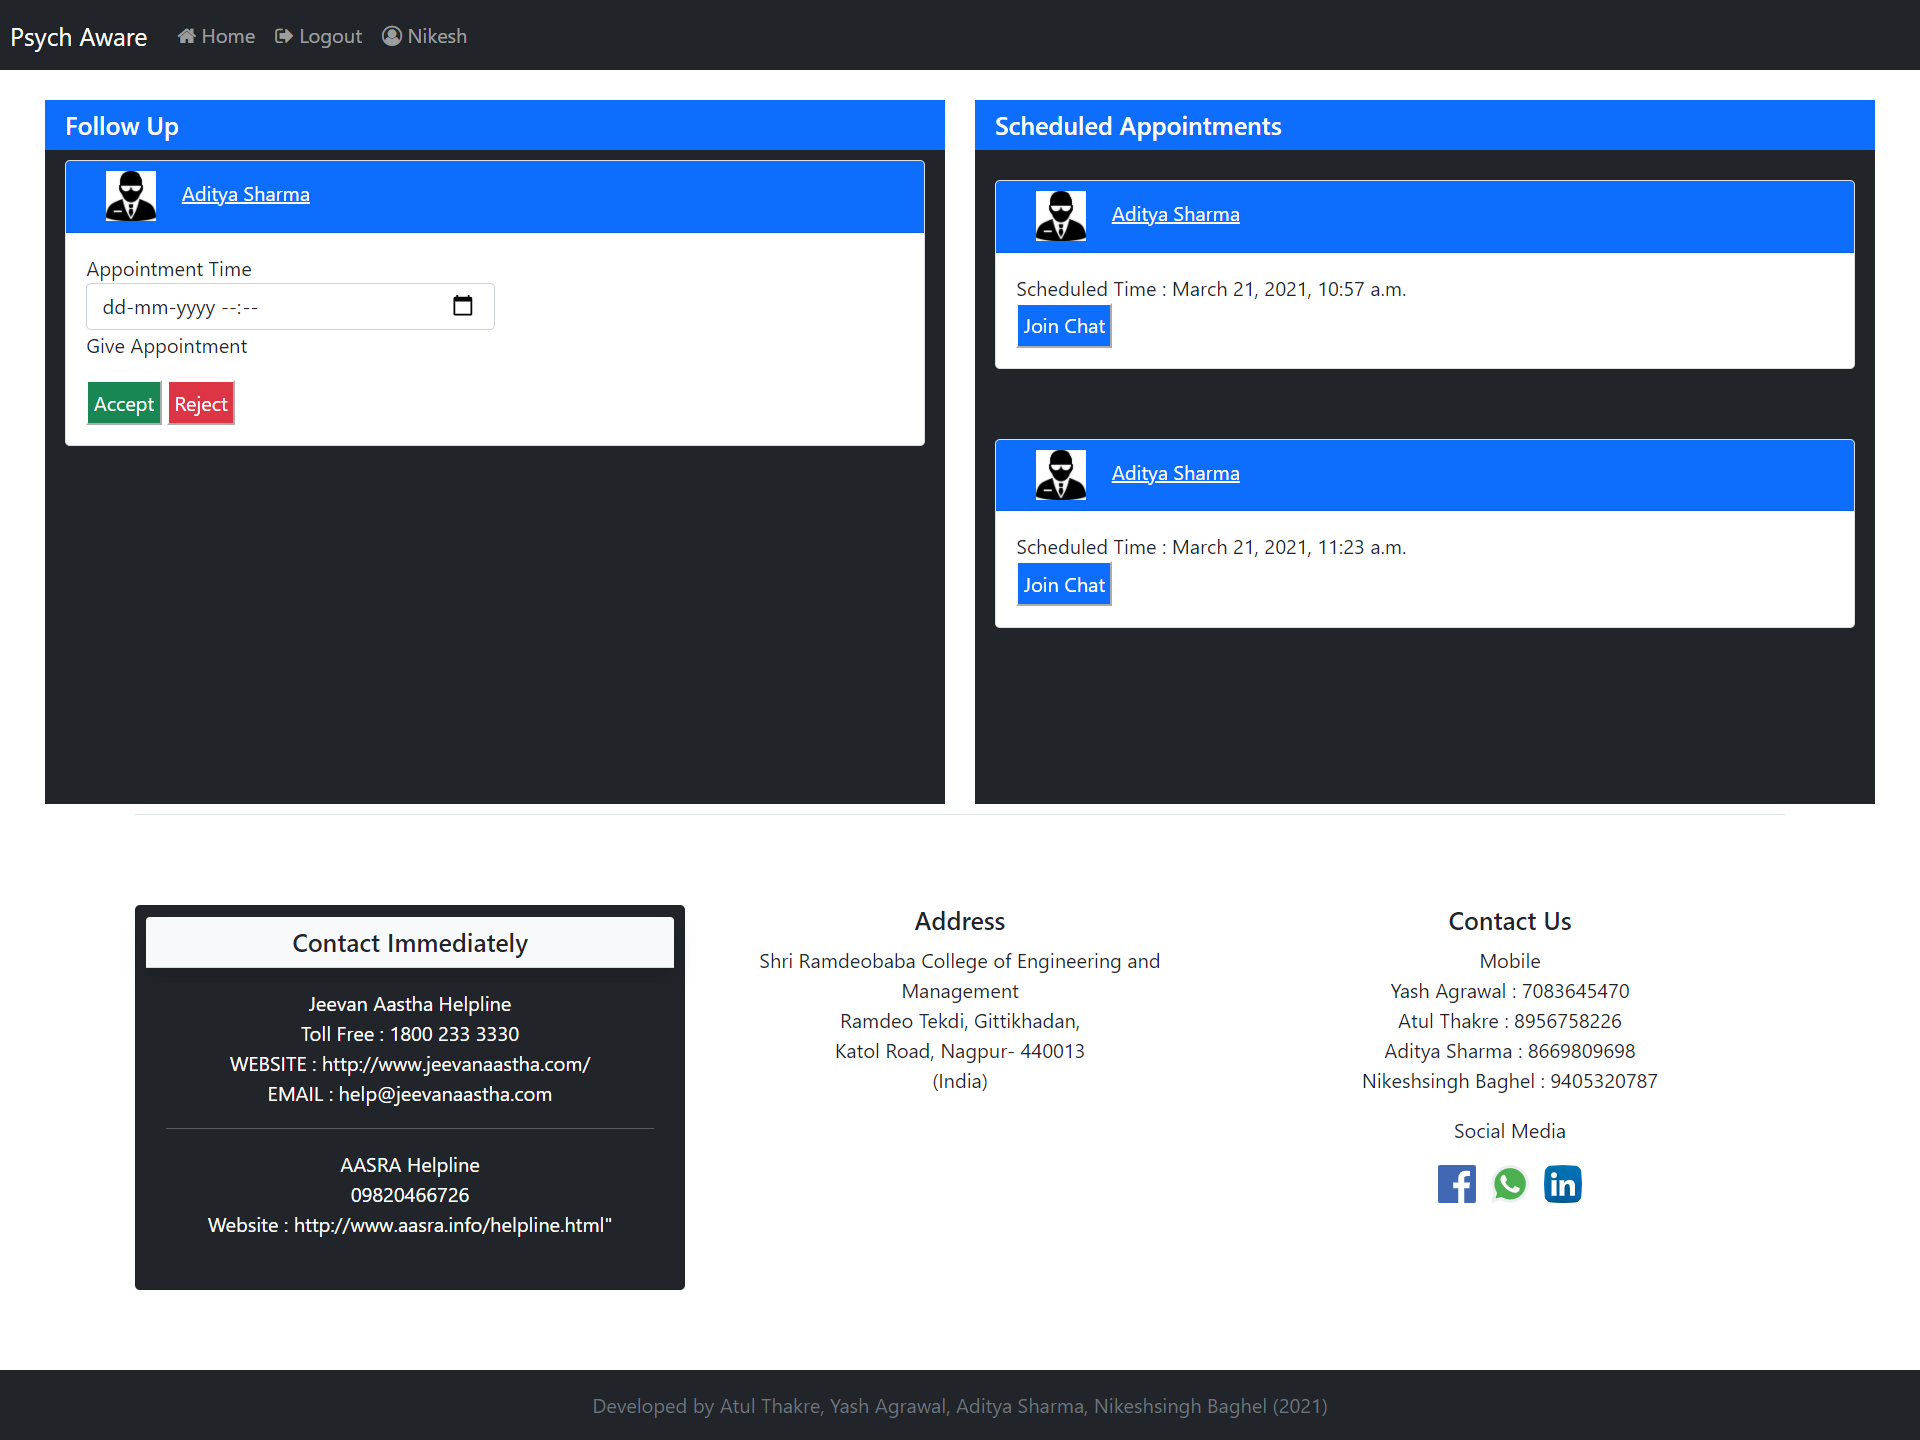 Psych Aware Home Logout Nikesh
Follow Up
Aditya Sharma
Appointment Time
dd-mm-yyyy --:--
Give Appointment
Accept Reject
Scheduled Appointments
Aditya Sharma
Scheduled Time : March 21, 2021, 10:57 a.m.
Join Chat
Aditya Sharma
Scheduled Time : March 21, 2021, 11:23 a.m.
Join Chat
Contact Immediately
Jeevan Aastha Helpline
Toll Free : 1800 233 3330
WEBSITE : http://www.jeevanaastha.com/
EMAIL : help@jeevanaastha.com
AASRA Helpline
09820466726
Website : http://www.aasra.info/helpline.html"
Address
Shri Ramdeobaba College of Engineering and
Management
Ramdeo Tekdi, Gittikhadan,
Katol Road, Nagpur- 440013
(India)
Contact Us
Mobile
Yash Agrawal : 7083645470
Atul Thakre : 8956758226
Aditya Sharma : 8669809698
Nikeshsingh Baghel : 9405320787
Social Media
Developed by Atul Thakre, Yash Agrawal, Aditya Sharma, Nikeshsingh Baghel (2021)